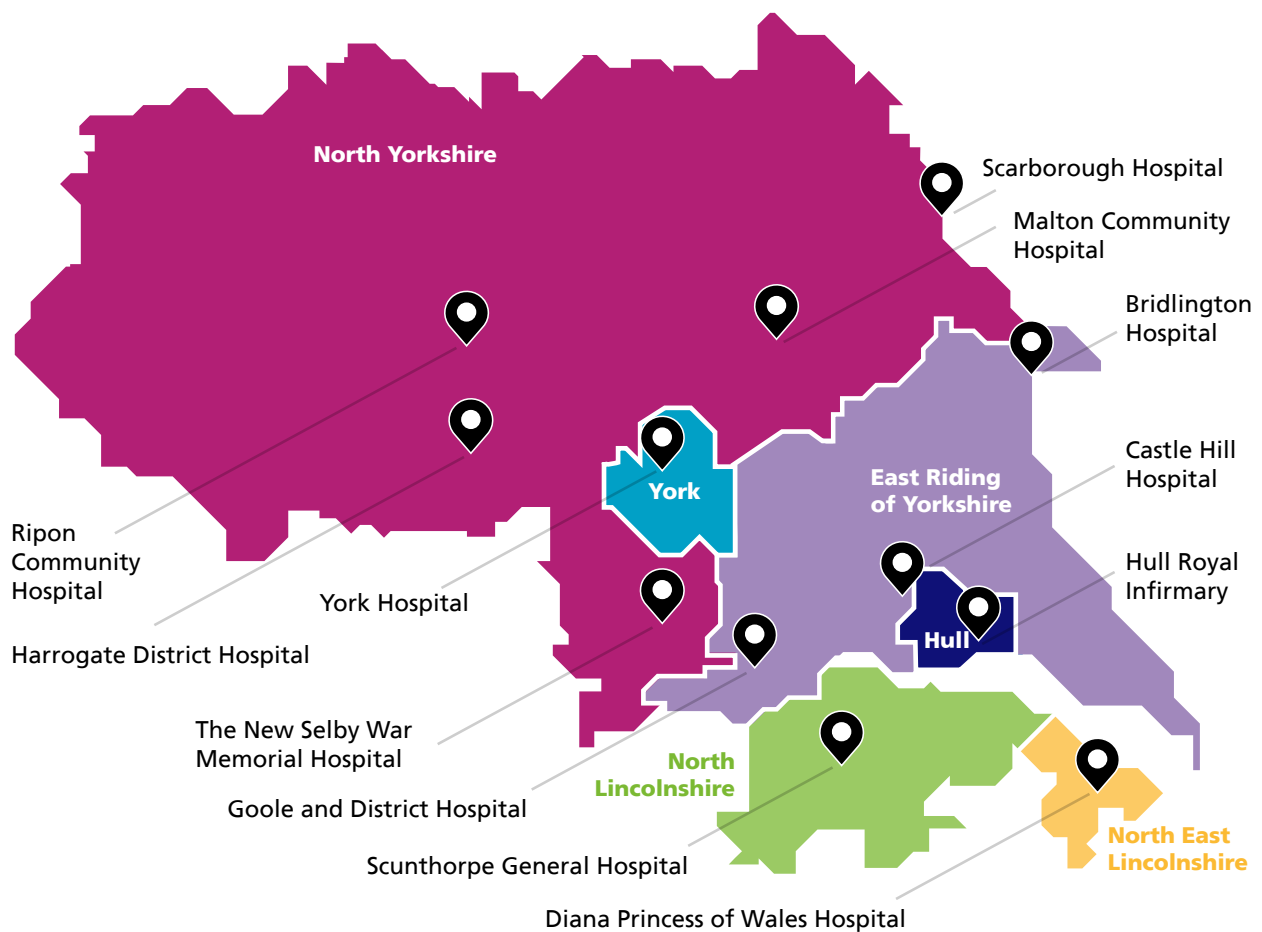 North Yorkshire
Scarborough Hospital
Malton Community
Hospital
Bridlington
Hospital
Castle Hill
Hospital
East Riding
of Yorkshire
York
Ripon
Community
Hospital
Hull Royal
Infirmary
York Hospital
Hull
Harrogate District Hospital
The New Selby War
Memorial Hospital
North
Lincolnshire
Goole and District Hospital
North East
Lincolnshire
Scunthorpe General Hospital
Diana Princess of Wales Hospital